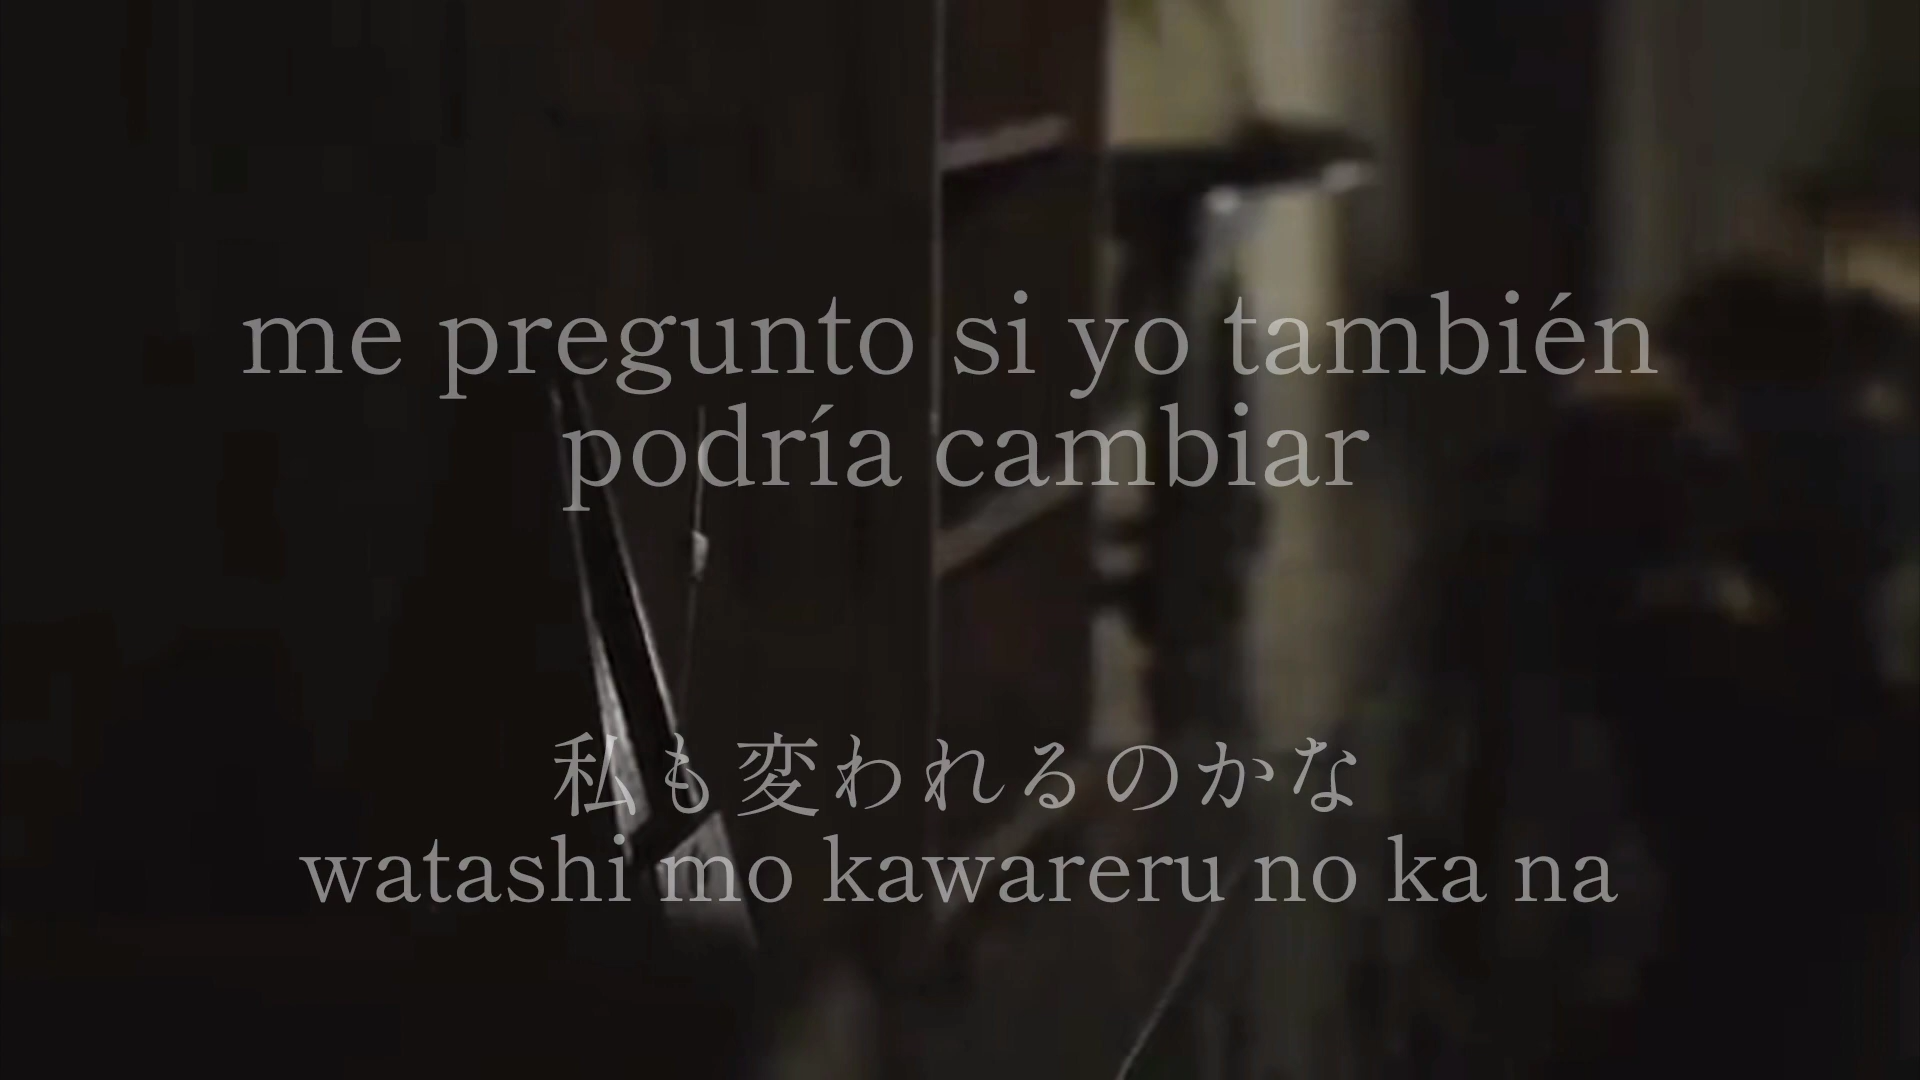 me pregunto si yo también
podría cambiar
私も変われるのかな
watashi mo kawareru no ka na